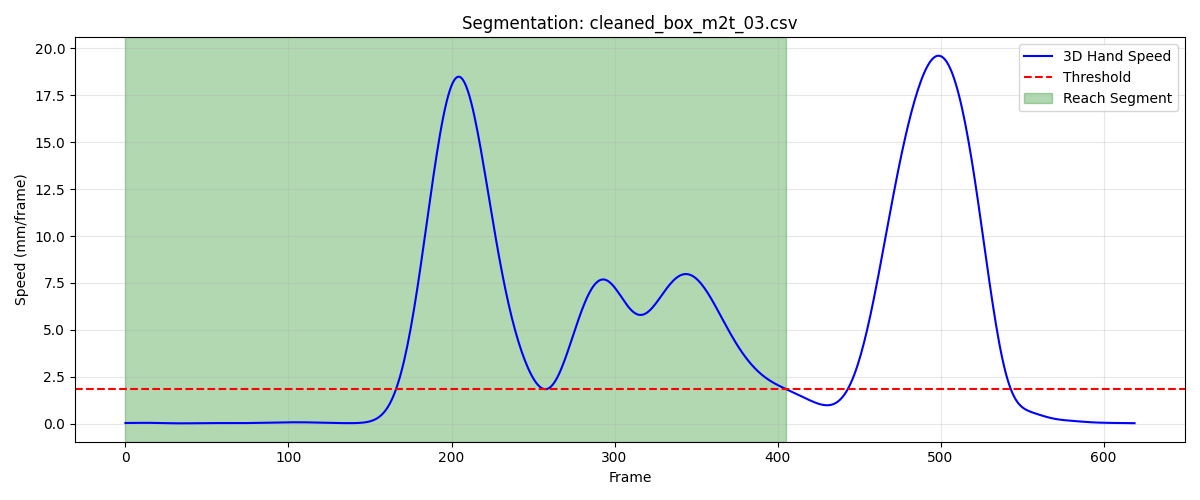 Segmentation: cleaned_box_m2t_03.csv
20.0
17.5
15.0
12.5
10.0
7.5
5.0
2.5
0.0
Speed (mm/frame)
3D Hand Speed
Threshold
Reach Segment
0 100 200 300 400 500 600
Frame